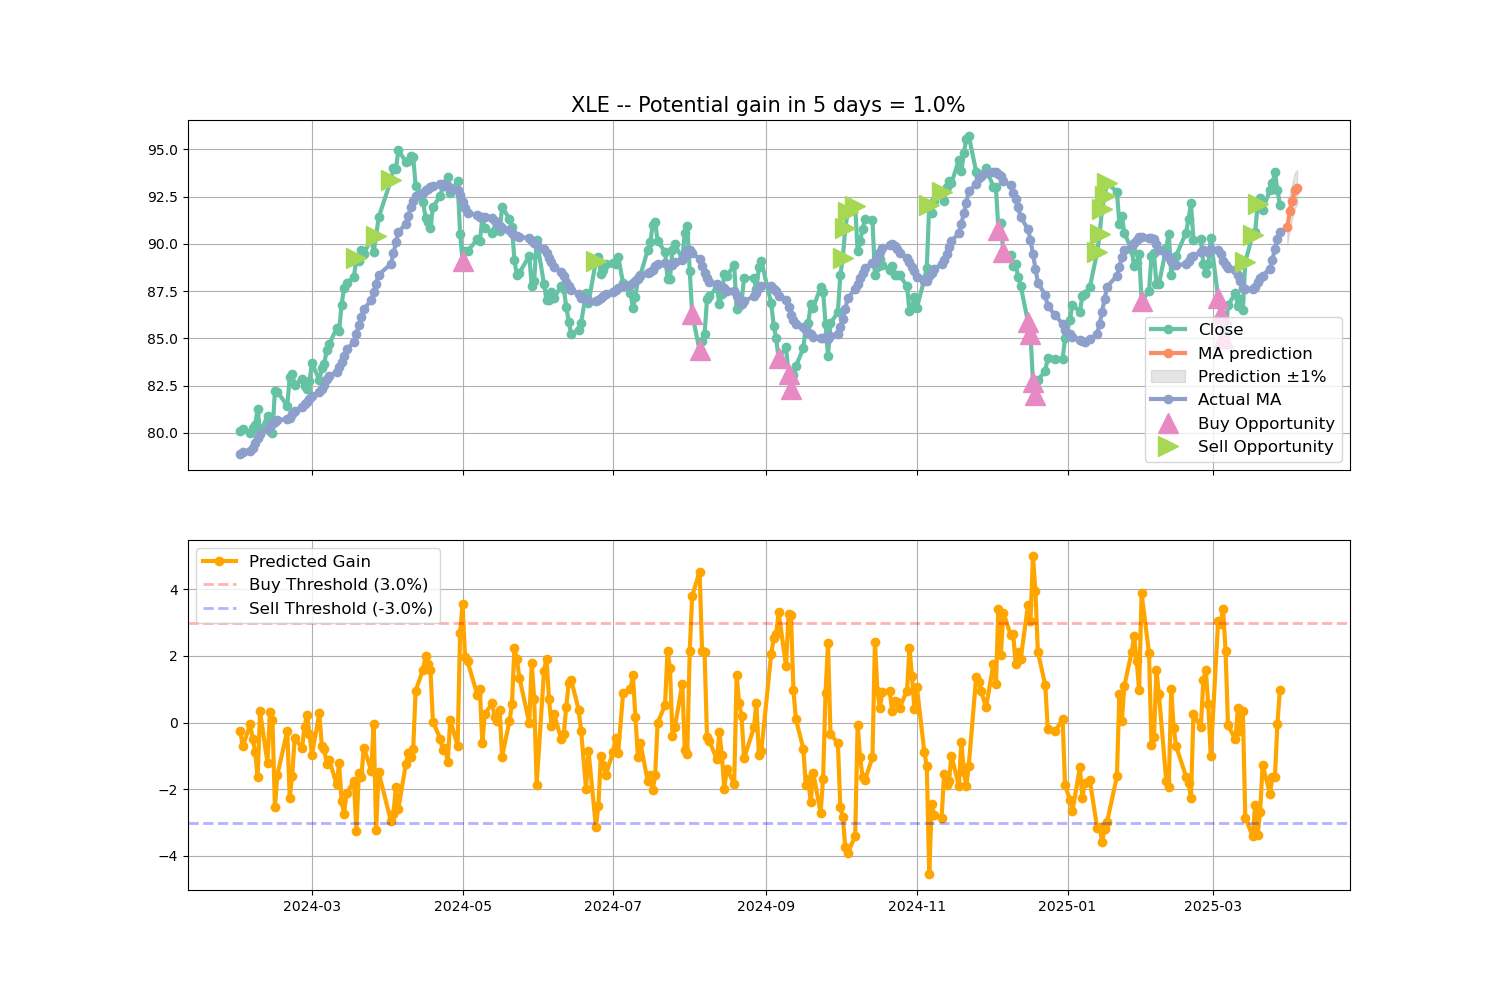 XLE -- Potential gain in 5 days = 1.0%
95.0
92.5
90.0
87.5
85.0
82.5
80.0
Close
MA prediction
Prediction ±1%
Actual MA
Buy Opportunity
Sell Opportunity
Predicted Gain
Buy Threshold (3.0%)
Sell Threshold (-3.0%)
4
2
0
−2
−4
2024-03
2024-05
2024-07
2024-09
2024-11
2025-01
2025-03